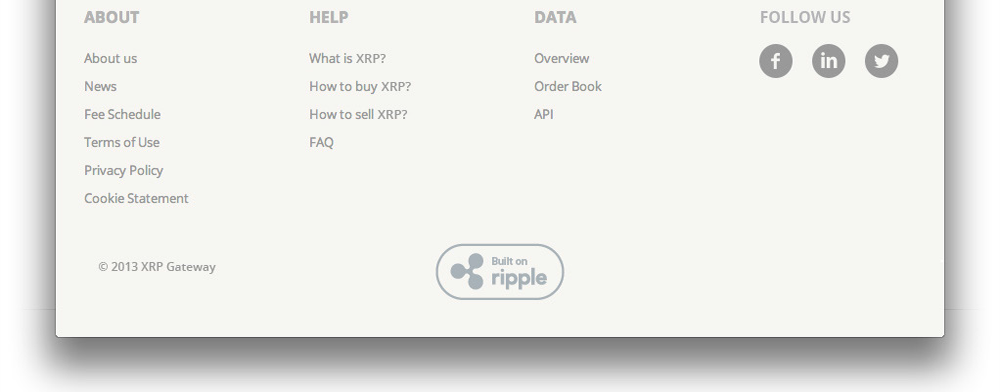 ABOUT
About us
News
Fee Schedule
Terms of Use
Privacy Policy
Cookie Statement
HELP
What is XRP?
How to buy XRP?
How to sell XRP?
FAQ
DATA
Overview
Order Book
API
FOLLOW US
f
in
© 2013 XRP Gateway
Built on
ripple